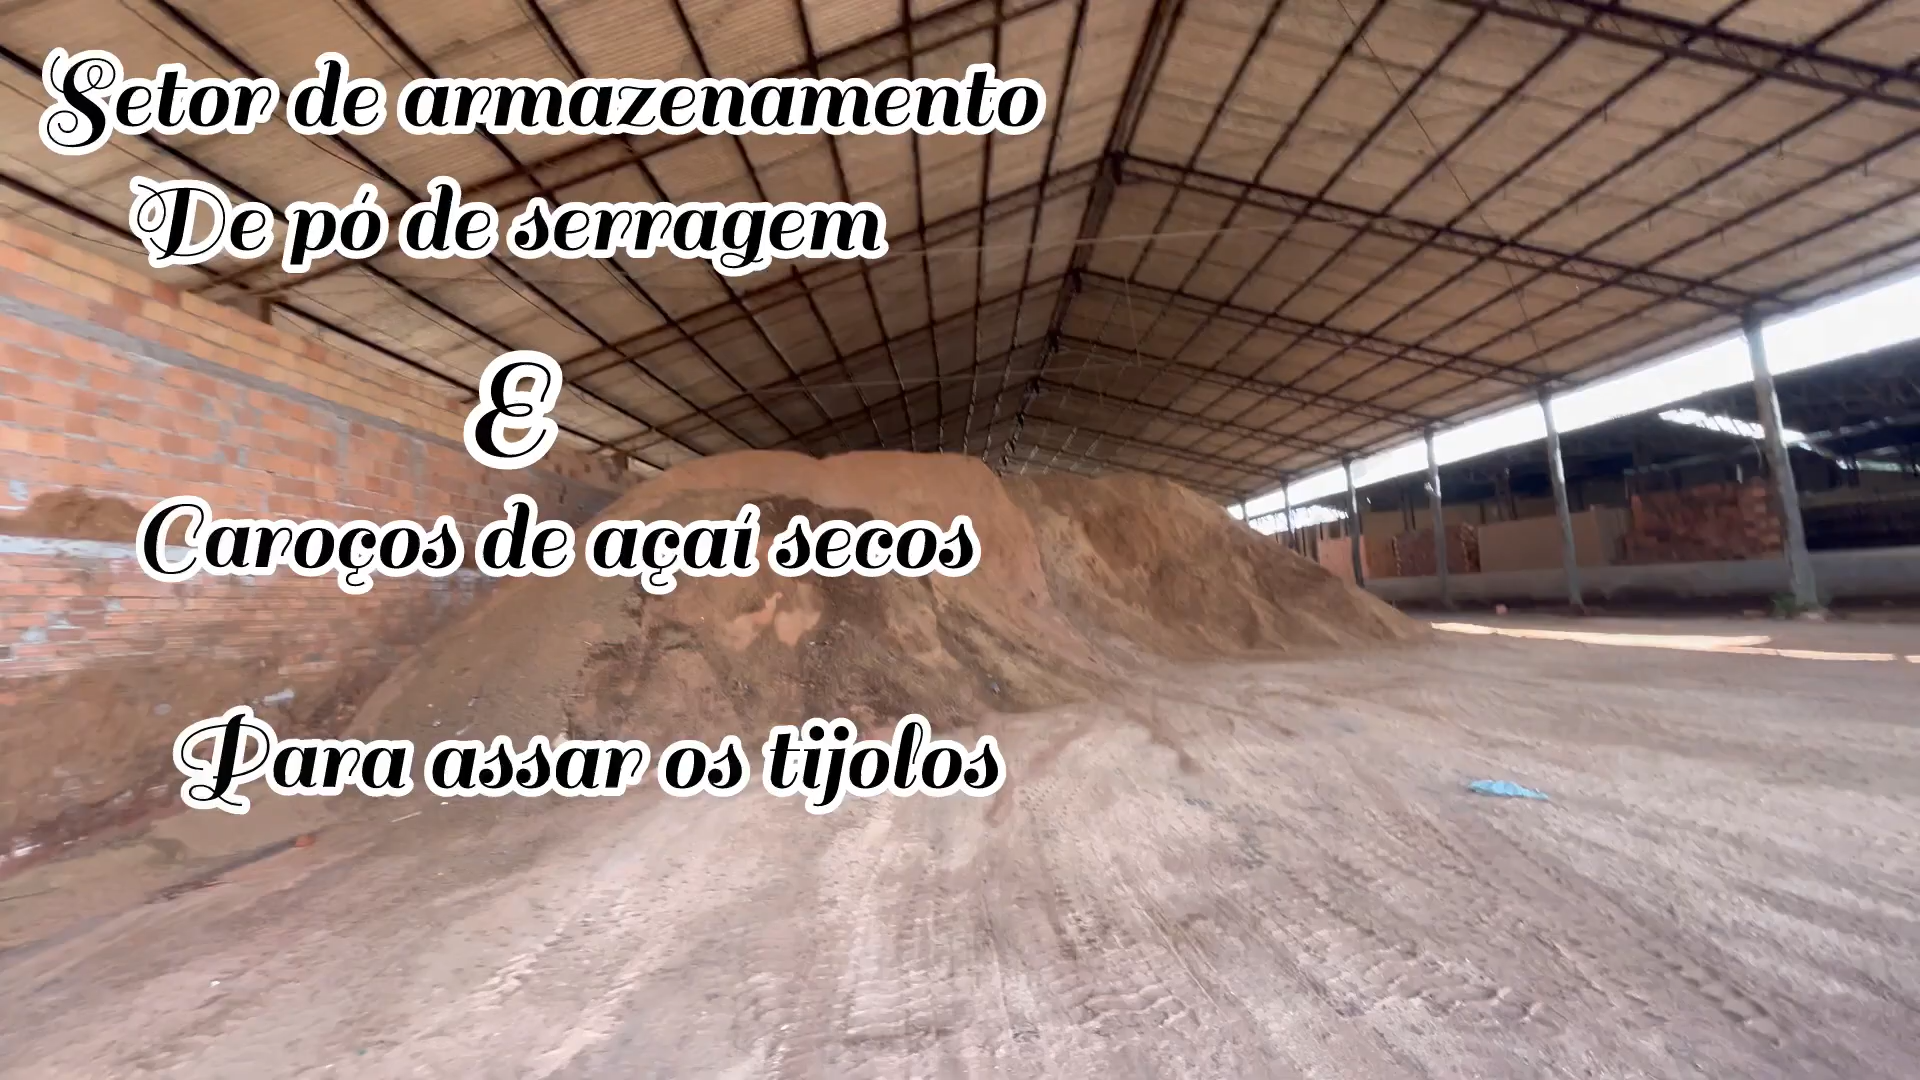 Setor de armazenamento
De pó de serragem
E
Caroços de açaí secos
Para assar os tijolos